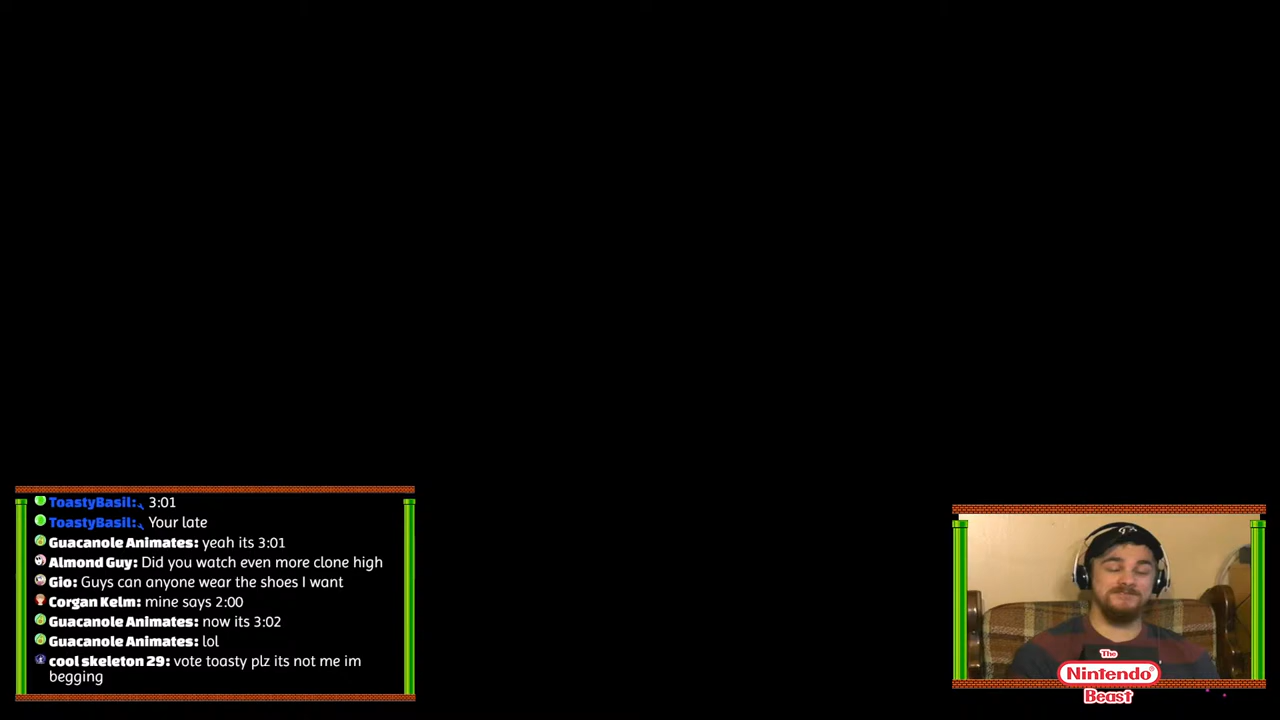 ToastyBasil: 3:01
ToastyBasil: Your late
Guacanole Animates: yeah its 3:01
Almond Guy: Did you watch even more clone high
Gio: Guys can anyone wear the shoes I want
Corgan Kelm: mine says 2:00
Guacanole Animates: now its 3:02
Guacanole Animates: lol
cool skeleton 29: vote toasty plz its not me im
begging
The
Nintendo®
Beast